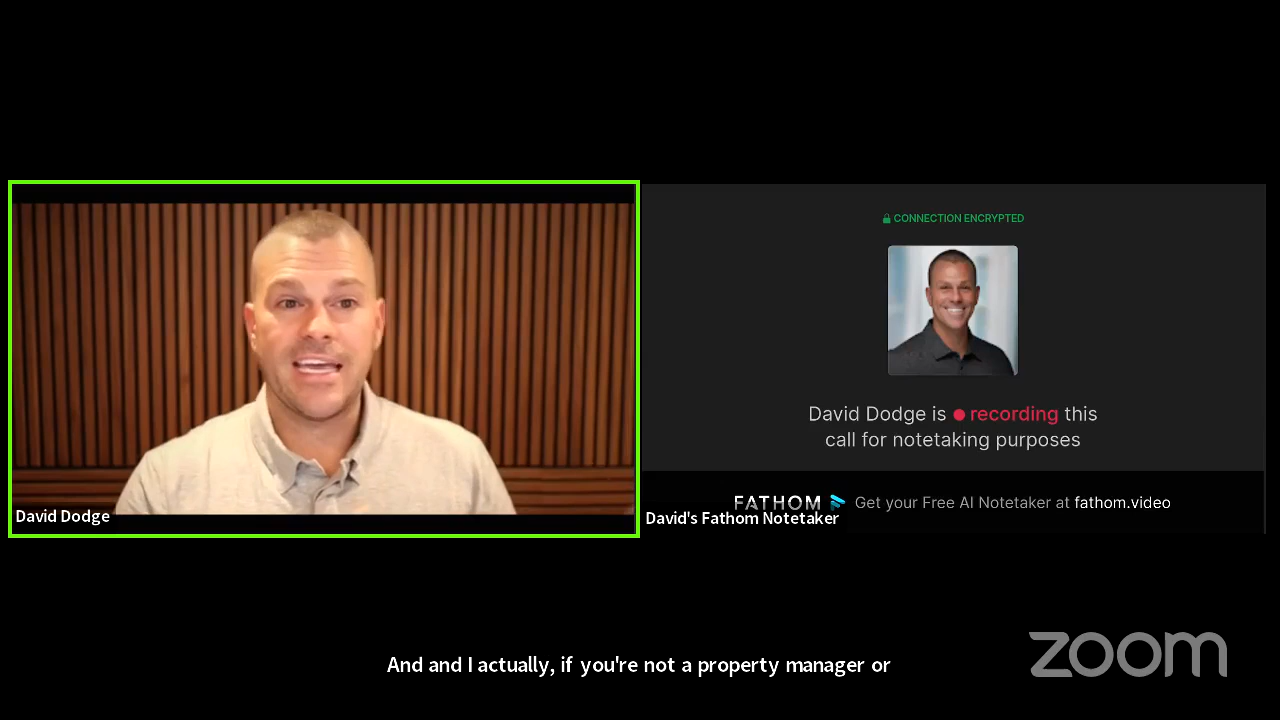 CONNECTION ENCRYPTED
David Dodge is recording this
call for notetaking purposes
FATHOM Get your Free AI Notetaker at fathom.video
David Dodge
David's Fathom Notetaker
And and I actually, if you're not a property manager or
zoom